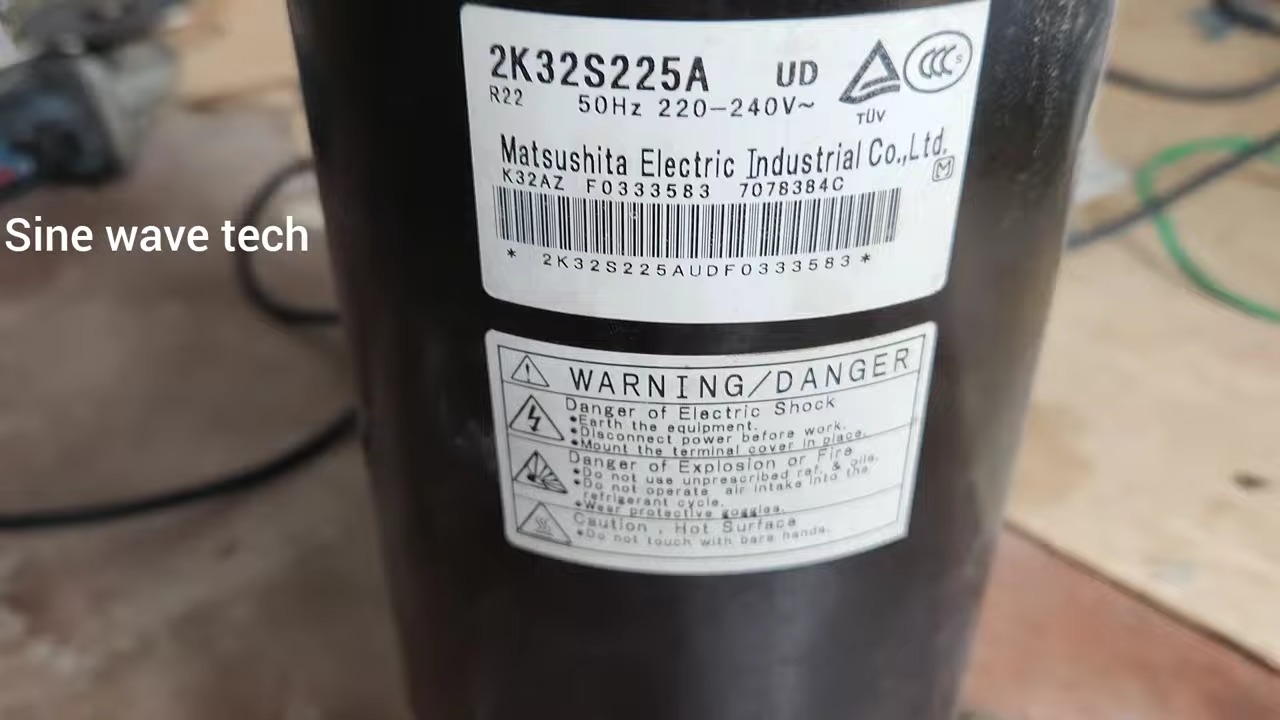 2K32S225A UD
R22 50Hz 220-240V~
TÜV
CCC S
Matsushita Electric Industrial Co.,Ltd.
M
K32AZ F0333583 7078384C
* 2K32S225AUDF0333583 *
Sine wave tech
WARNING/DANGER
Danger of Electric Shock
•Earth the equipment.
•Disconnect power before work.
•Mount the terminal cover in place.
Danger of Explosion or Fire
•Do not use unprescribed ref. & oils.
•Do not operate air intake into the
refrigerant cycle.
•Wear protective goggles.
Caution , Hot Surface
•Do not touch with bare hands.